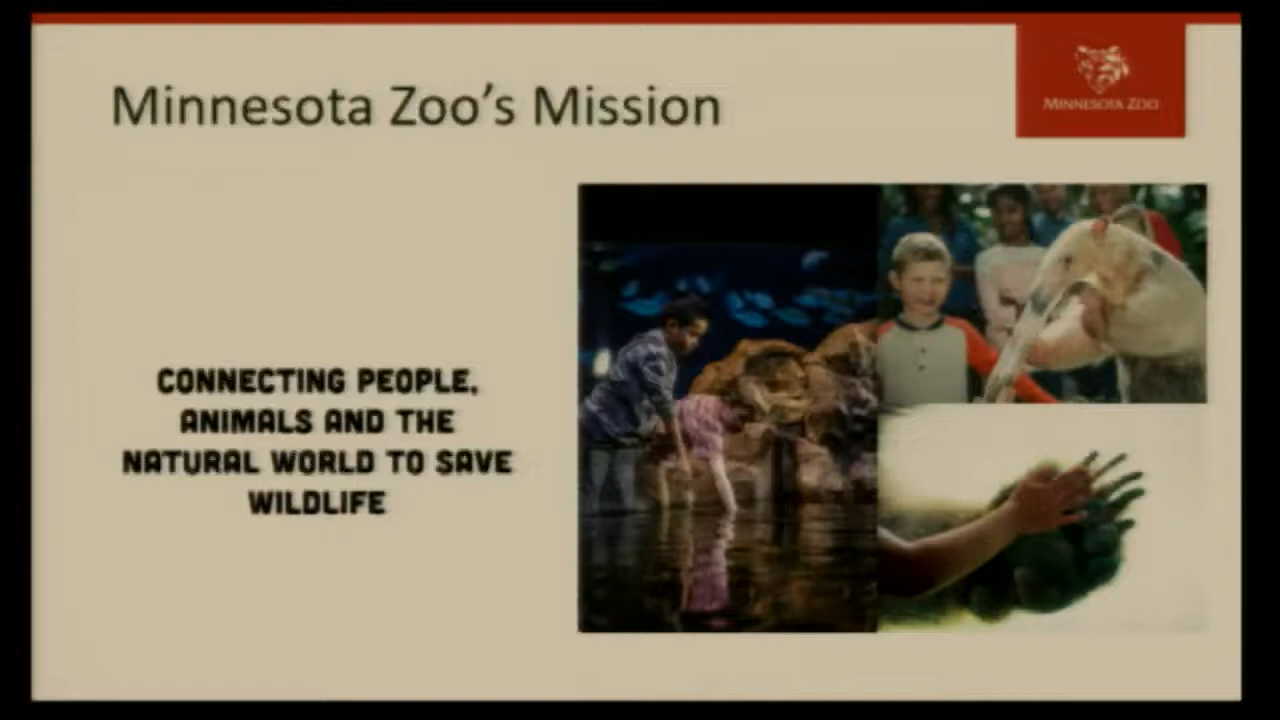 Minnesota Zoo's Mission
MINNESOTA ZOO
CONNECTING PEOPLE,
ANIMALS AND THE
NATURAL WORLD TO SAVE
WILDLIFE